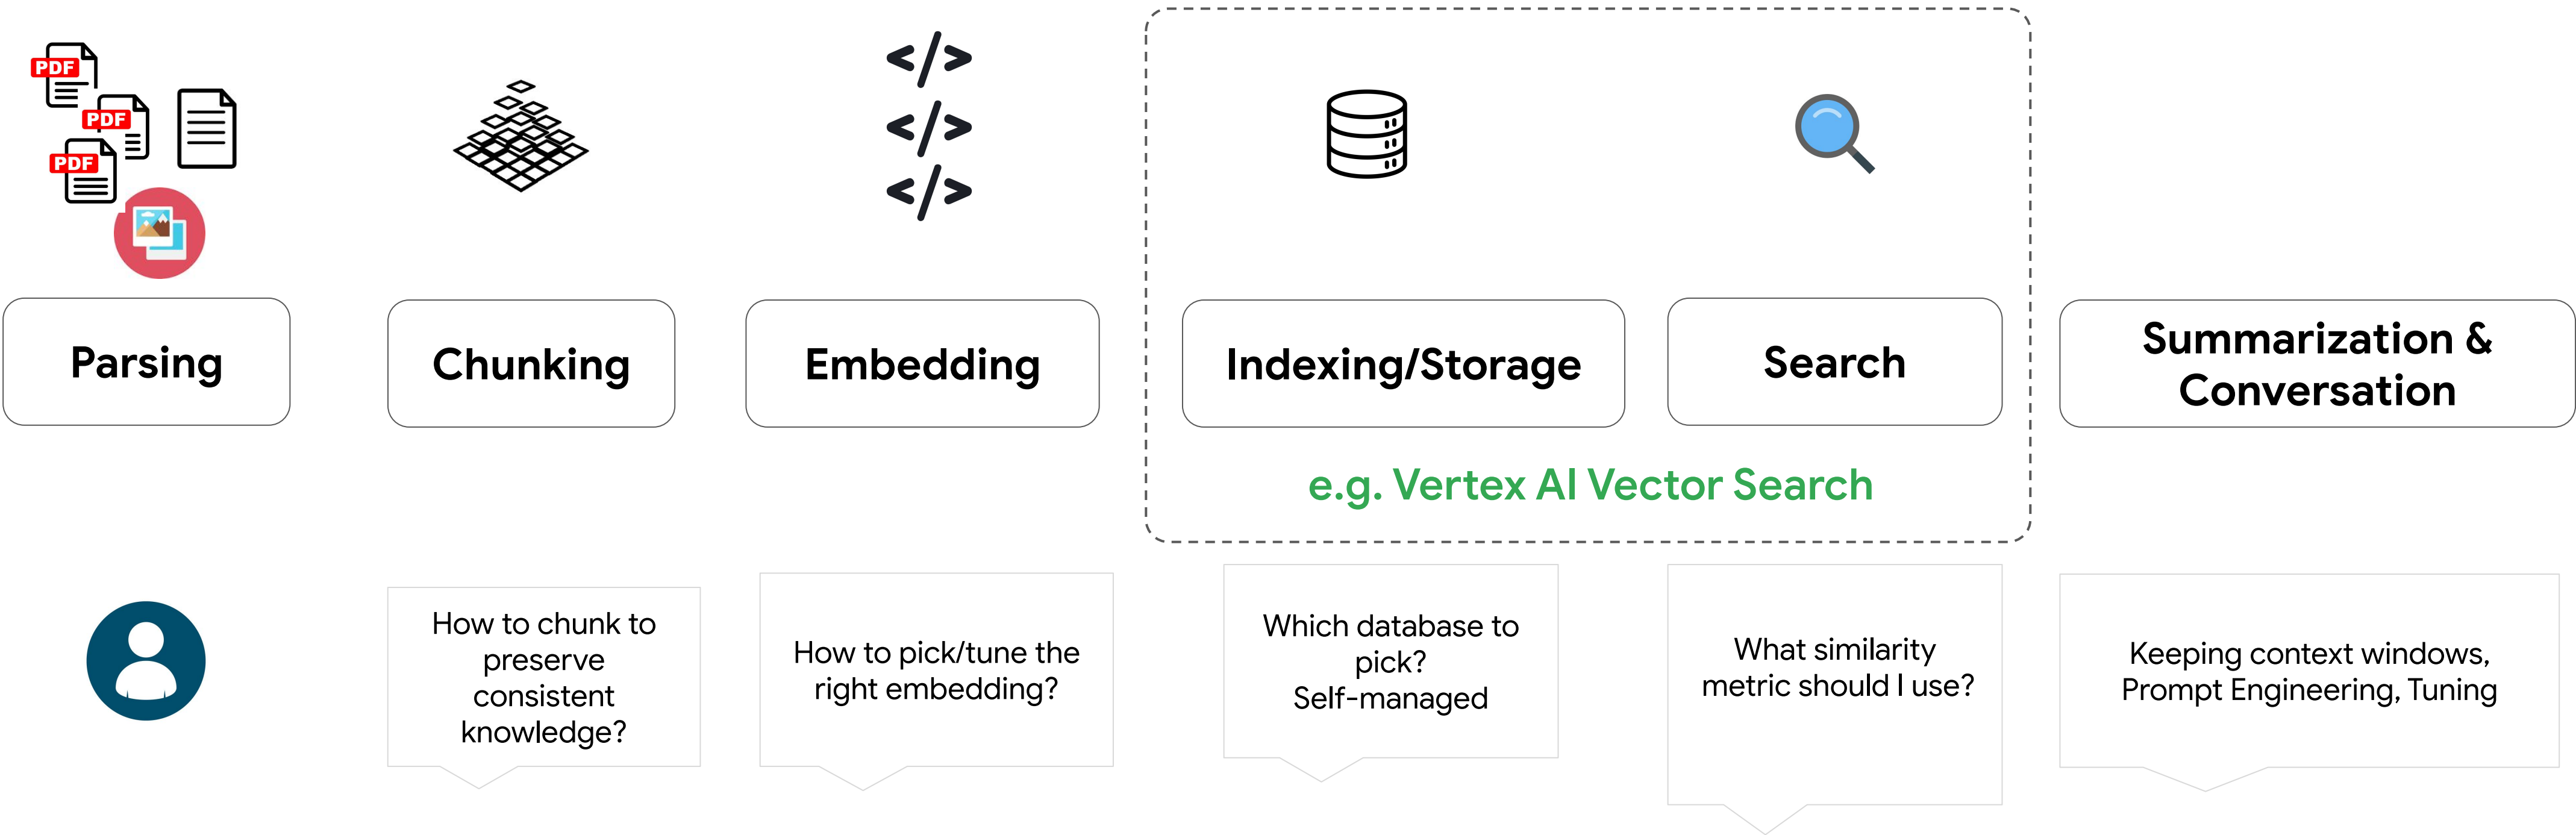 PDF
PDF
PDF
</>
</>
</>
Parsing
Chunking
Embedding
Indexing/Storage
Search
Summarization &
Conversation
e.g. Vertex AI Vector Search
How to chunk to
preserve
consistent
knowledge?
How to pick/tune the
right embedding?
Which database to
pick?
Self-managed
What similarity
metric should I use?
Keeping context windows,
Prompt Engineering, Tuning